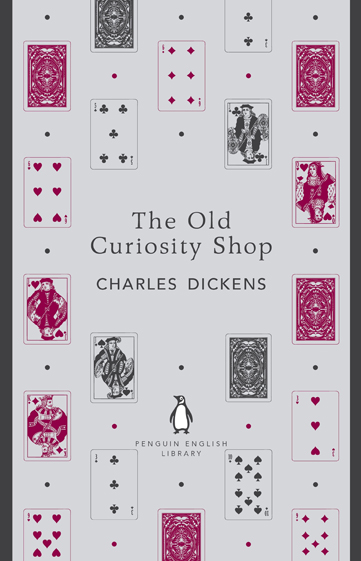 The Old
Curiosity Shop
CHARLES DICKENS
PENGUIN ENGLISH
LIBRARY